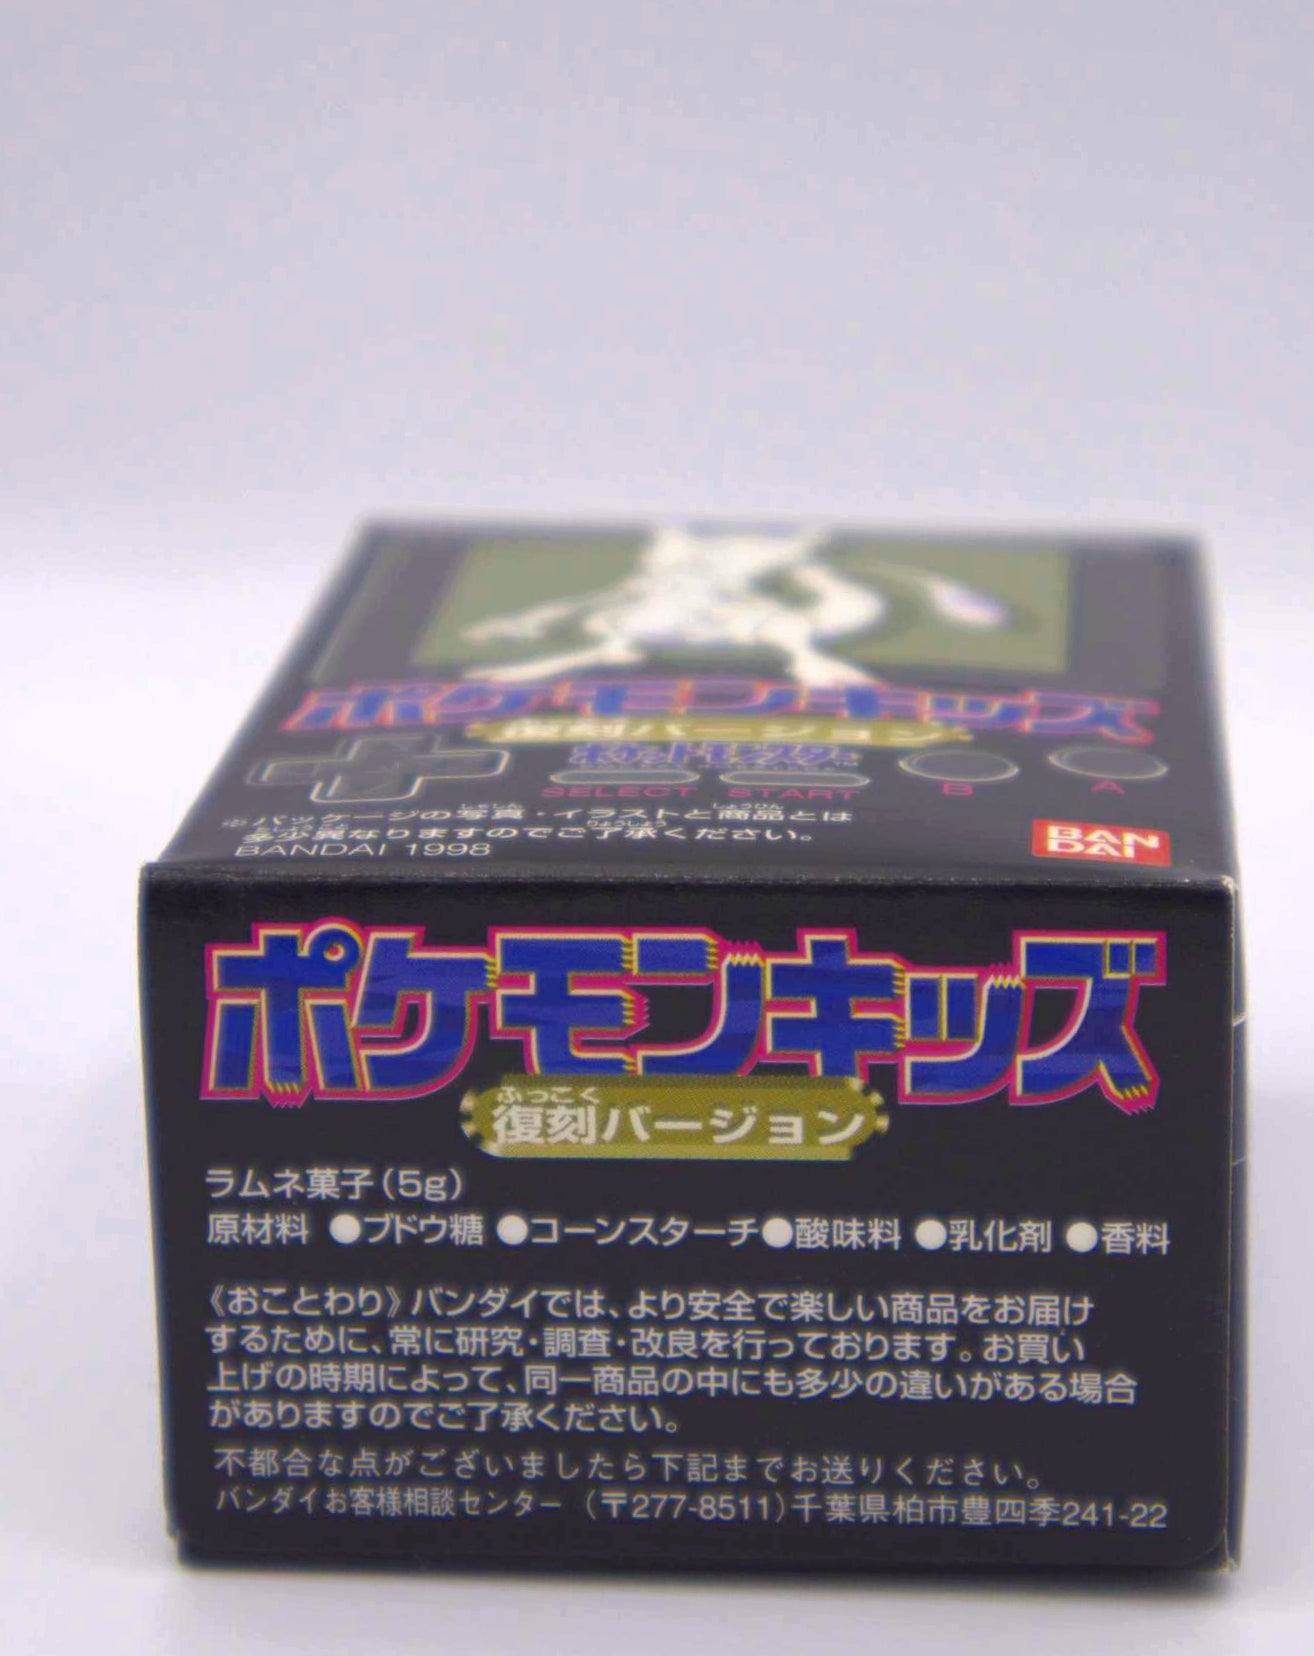 ポケモンキッズ
復刻バージョン
ポケットモンスター™
SELECT START B A
※パッケージの写真・イラストと商品とは
多少異なりますのでご了承ください。
BANDAI 1998
BAN
DAI
ポケモンキッズ
ふっこく
復刻バージョン
ラムネ菓子(5g)
原材料 ●ブドウ糖 ●コーンスターチ●酸味料 ●乳化剤 ●香料
《おことわり》バンダイでは、より安全で楽しい商品をお届け
するために、常に研究・調査・改良を行っております。お買い
上げの時期によって、同一商品の中にも多少の違いがある場合
がありますのでご了承ください。
不都合な点がございましたら下記までお送りください。
バンダイお客様相談センター (〒277-8511)千葉県柏市豊四季241-22